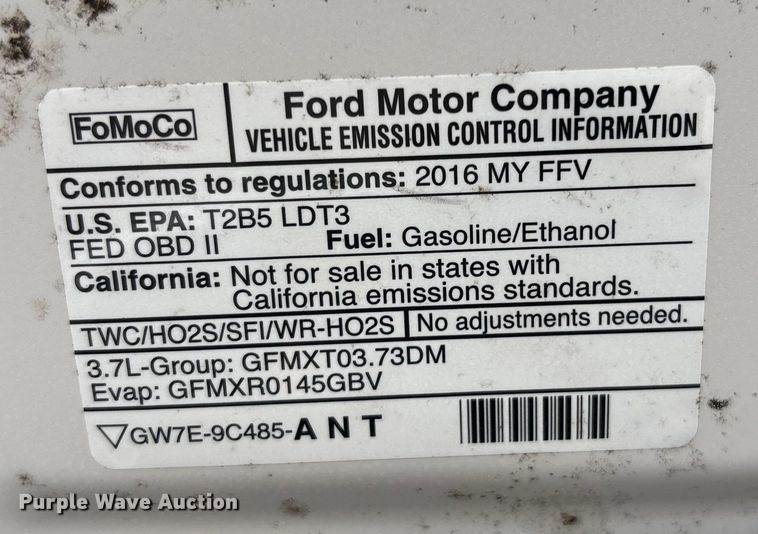 FoMoCo
Ford Motor Company
VEHICLE EMISSION CONTROL INFORMATION
Conforms to regulations: 2016 MY FFV
U.S. EPA: T2B5 LDT3
FED OBD II Fuel: Gasoline/Ethanol
California: Not for sale in states with
California emissions standards.
TWC/HO2S/SFI/WR-HO2S No adjustments needed.
3.7L-Group: GFMXT03.73DM
Evap: GFMXR0145GBV
GW7E-9C485-ANT
Purple Wave Auction